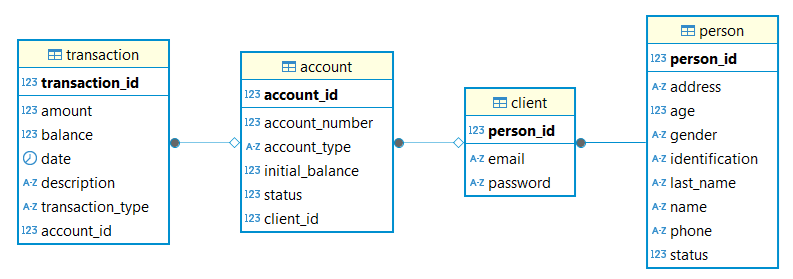 transaction
123 transaction_id
123 amount
123 balance
date
A-Z description
A-Z transaction_type
123 account_id
account
123 account_id
123 account_number
A-Z account_type
123 initial_balance
123 status
123 client_id
client
123 person_id
A-Z email
A-Z password
person
123 person_id
A-Z address
123 age
A-Z gender
A-Z identification
A-Z last_name
A-Z name
A-Z phone
123 status